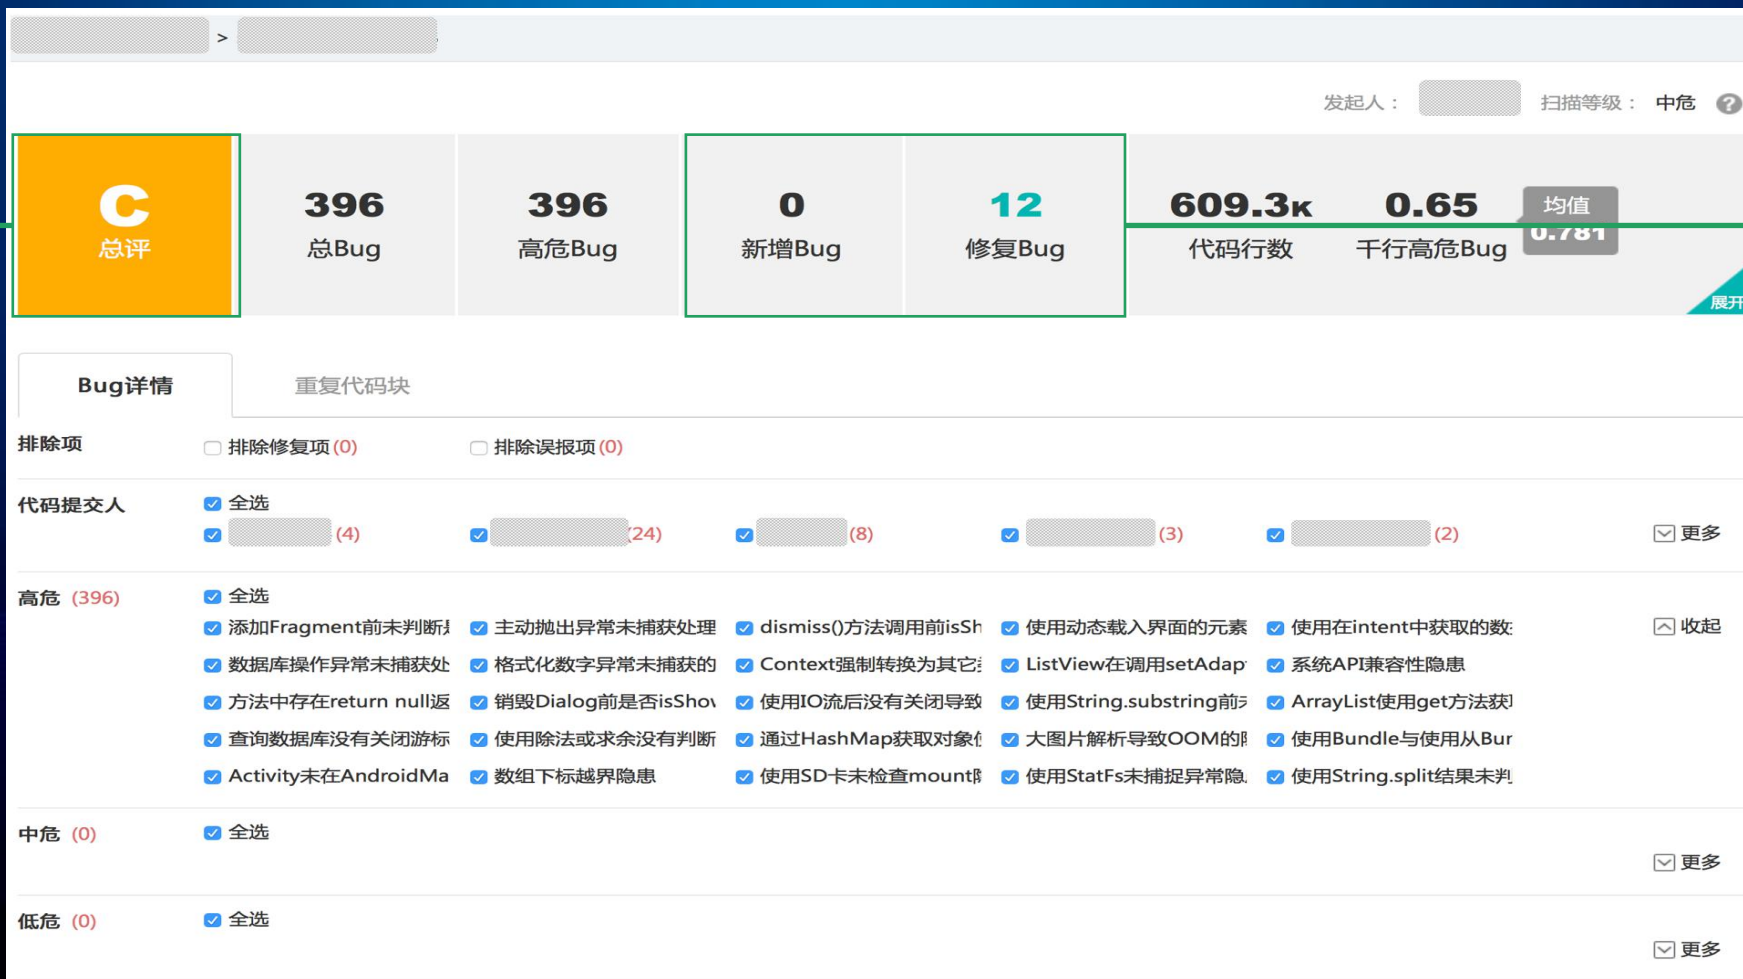 >
发起人： 扫描等级： 中危 ?
C 396 396 0 12 609.3K 0.65 均值
总评 总Bug 高危Bug 新增Bug 修复Bug 代码行数 千行高危Bug 0.781
展开
Bug详情 重复代码块
排除项 排除修复项(0) 排除误报项(0)
代码提交人 全选
(4) (24) (8) (3) (2) 更多
高危 (396) 全选
添加Fragment前未判断 主动抛出异常未捕获处理 dismiss()方法调用前isSh 使用动态载入界面的元素 使用在intent中获取的数 收起
数据库操作异常未捕获处 格式化数字异常未捕获的 Context强制转换为其它 ListView在调用setAdap 系统API兼容性隐患
方法中存在return null返 销毁Dialog前是否isShow 使用IO流后没有关闭导致 使用String.substring前 ArrayList使用get方法获
查询数据库没有关闭游标 使用除法或求余没有判断 通过HashMap获取对象 大图片解析导致OOM的 使用Bundle与使用从Bur
Activity未在AndroidMa 数组下标越界隐患 使用SD卡未检查mount 使用StatFs未捕捉异常隐 使用String.split结果未判
中危 (0) 全选
更多
低危 (0) 全选
更多